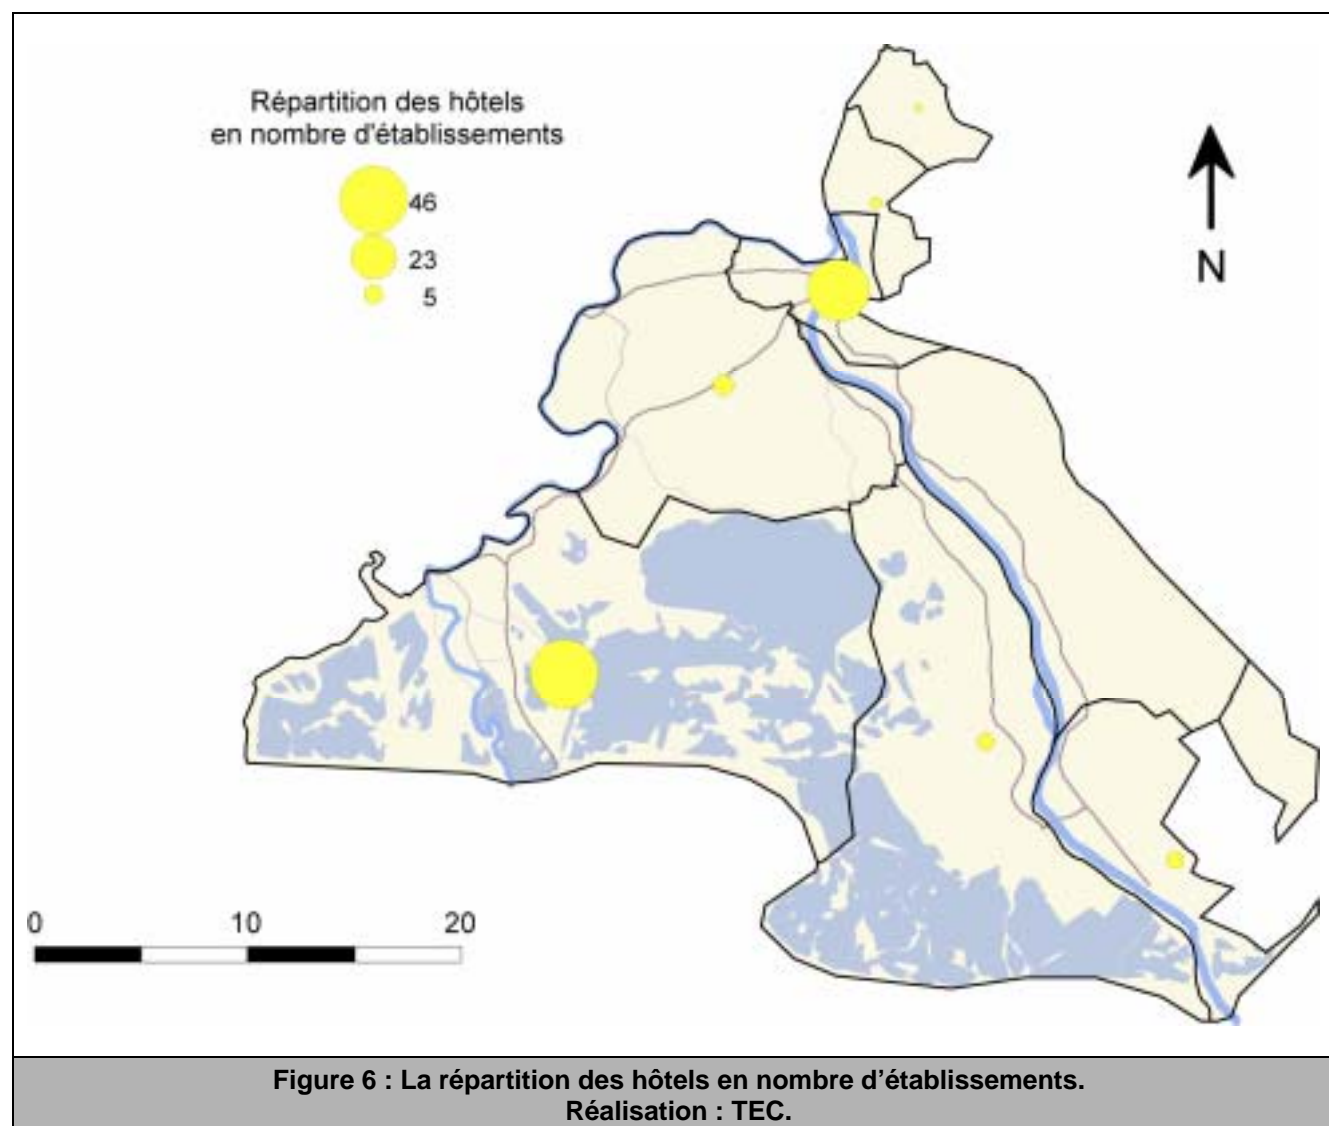 Répartition des hôtels
en nombre d'établissements
46
23
5
N
0 10 20
Figure 6 : La répartition des hôtels en nombre d’établissements.
Réalisation : TEC.